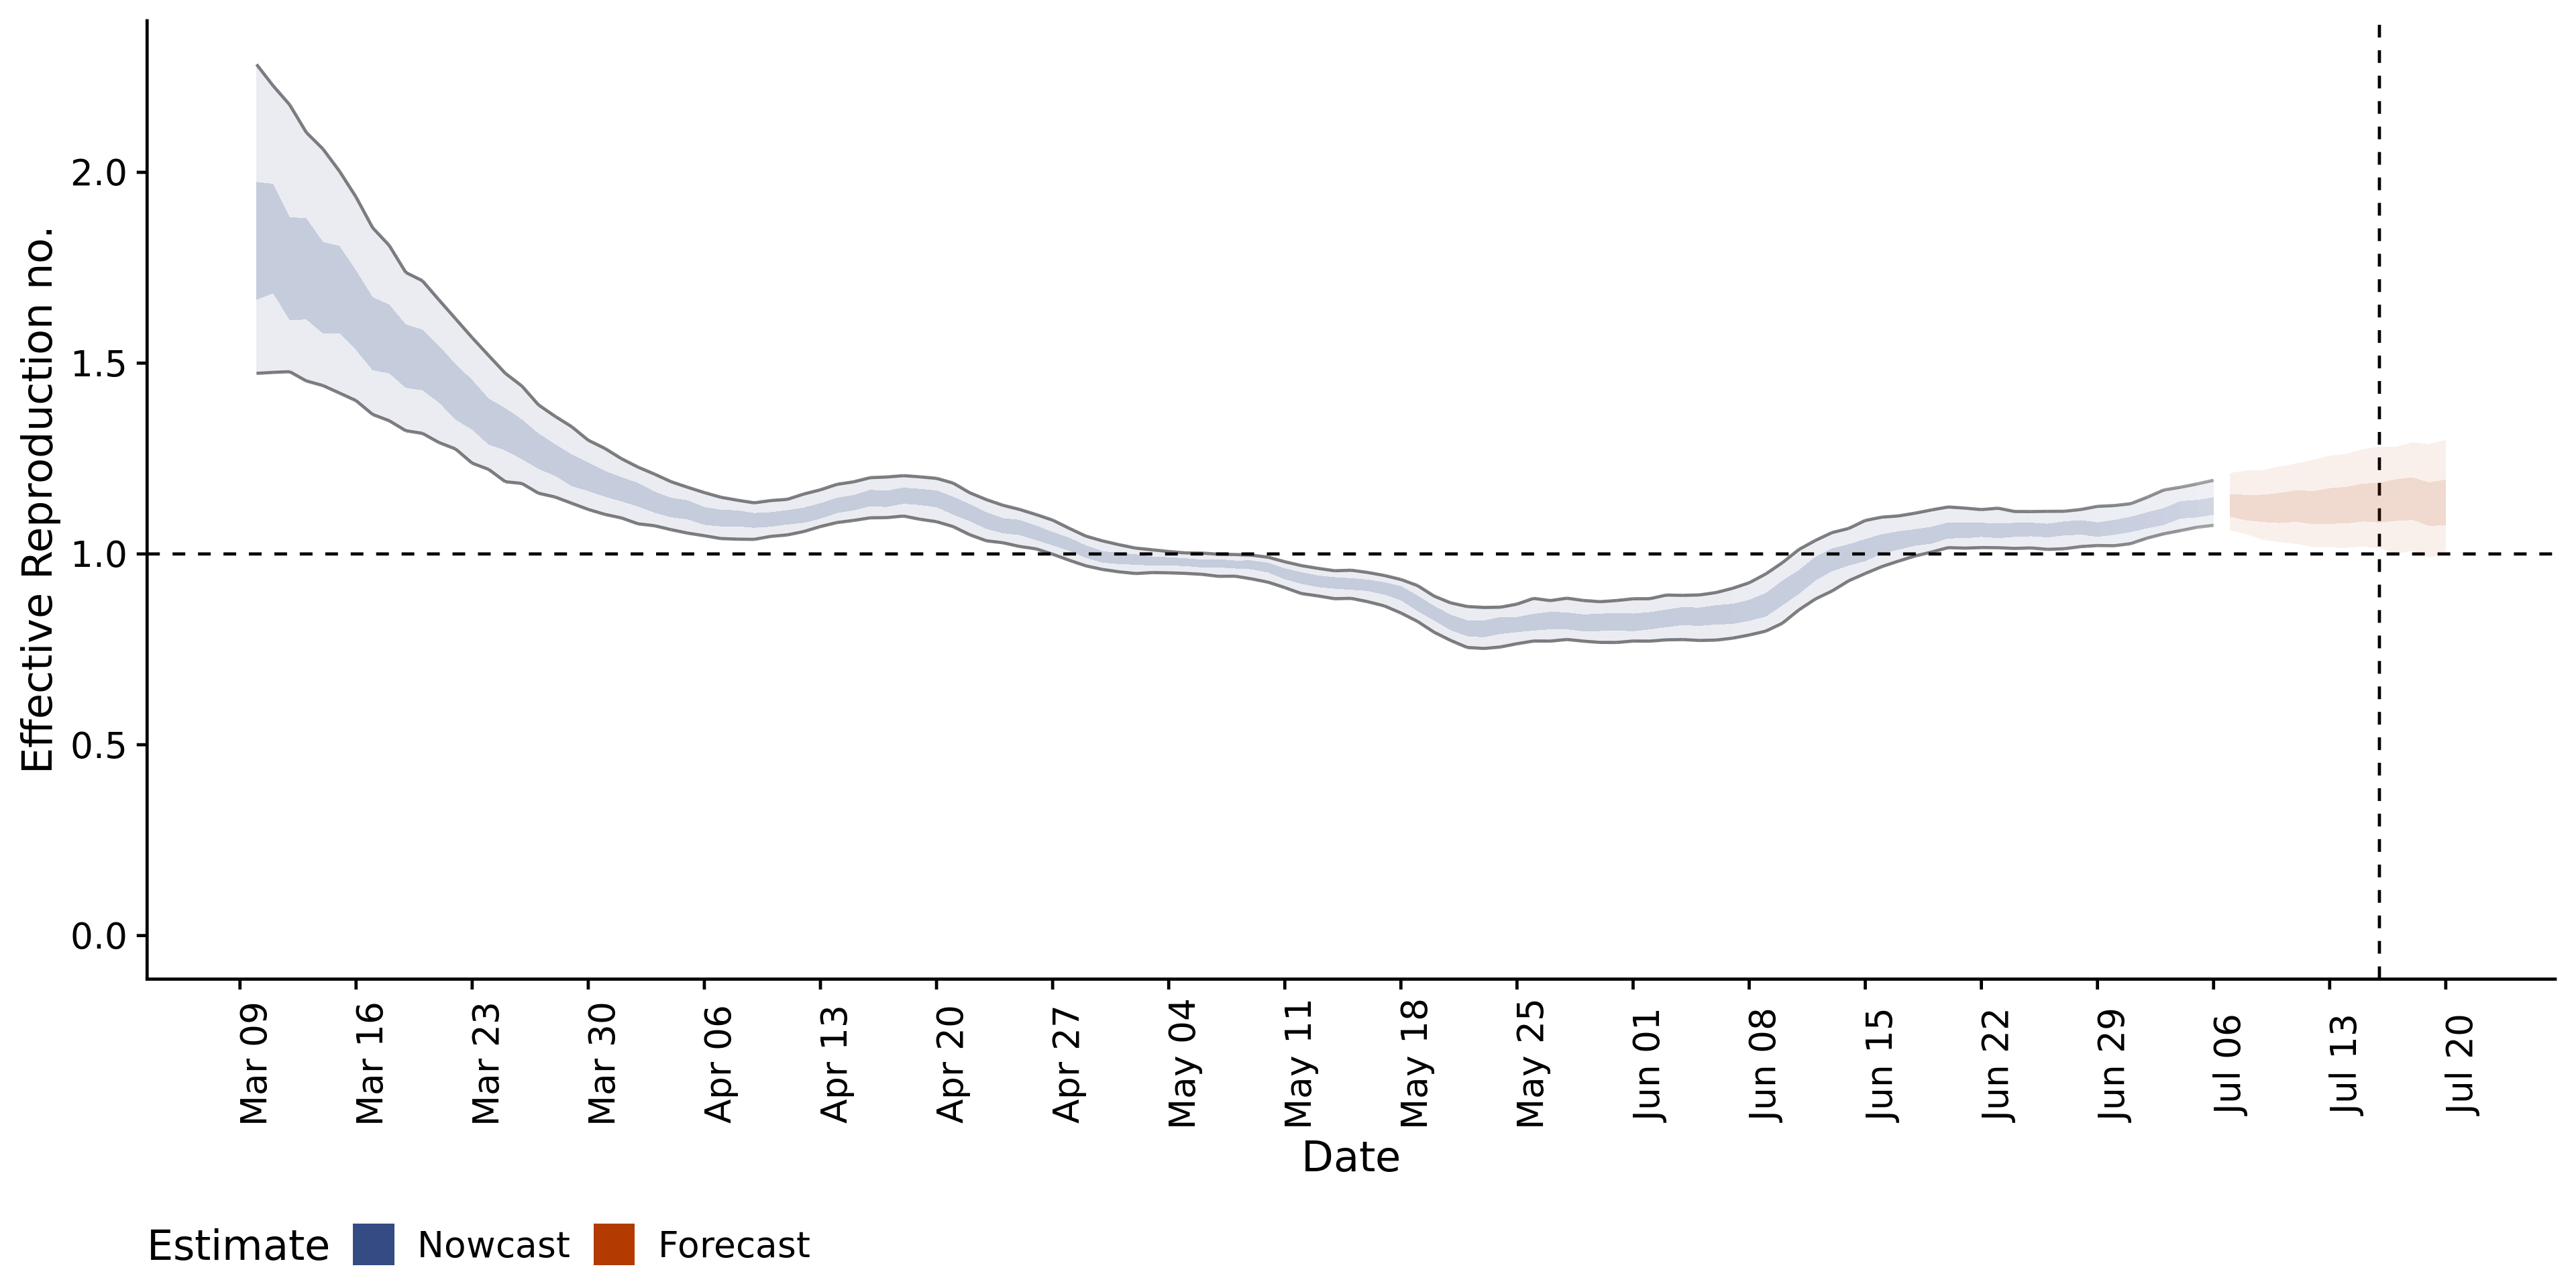 Effective Reproduction no.
2.0
1.5
1.0
0.5
0.0
Mar 09
Mar 16
Mar 23
Mar 30
Apr 06
Apr 13
Apr 20
Apr 27
May 04
May 11
May 18
May 25
Jun 01
Jun 08
Jun 15
Jun 22
Jun 29
Jul 06
Jul 13
Jul 20
Date
Estimate Nowcast Forecast